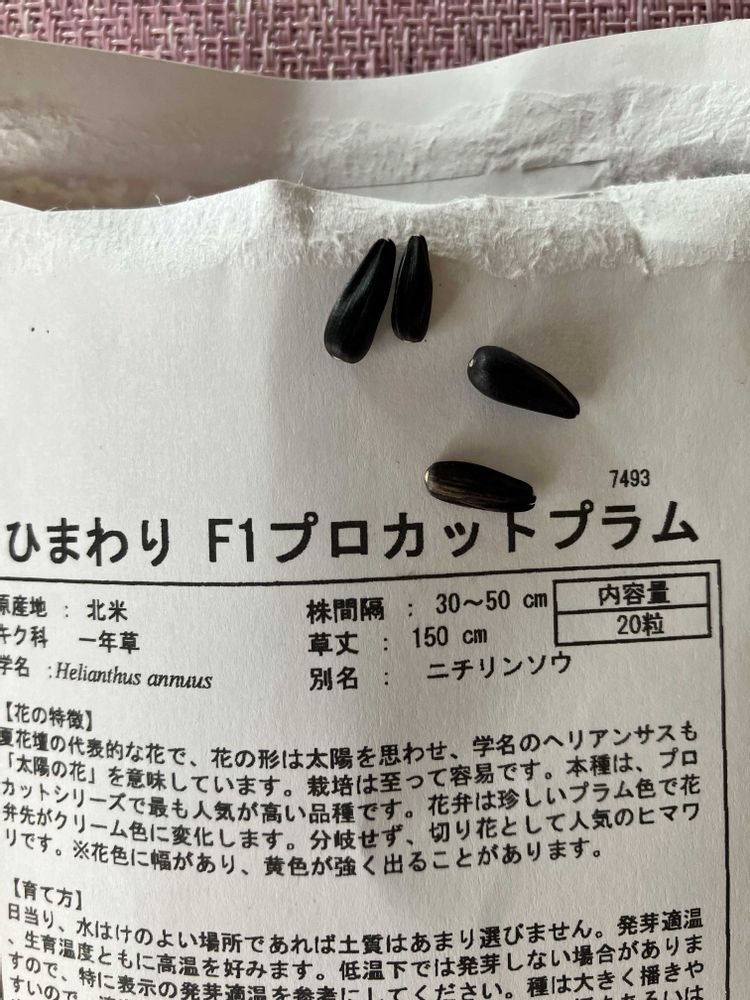 7493
ひまわり F1プロカットプラム
原産地 : 北米
株間隔 : 30～50 cm
内容量
キク科 一年草
草丈 : 150 cm
20粒
学名 :Helianthus annuus
別名 : ニチリンソウ
【花の特徴】
夏花壇の代表的な花で、花の形は太陽を思わせ、学名のヘリアンサスも
「太陽の花」を意味しています。栽培は至って容易です。本種は、プロ
カットシリーズで最も人気が高い品種です。花弁は珍しいプラム色で花
弁先がクリーム色に変化します。分岐せず、切り花として人気のヒマワ
リです。※花色に幅があり、黄色が強く出ることがあります。
【育て方】
日当り、水はけのよい場所であれば土質はあまり選びません。発芽適温
、生育温度ともに高温を好みます。低温下では発芽しない場合がありま
すので、特に表示の発芽適温を参考にしてください。種は大きく播きや
すいので